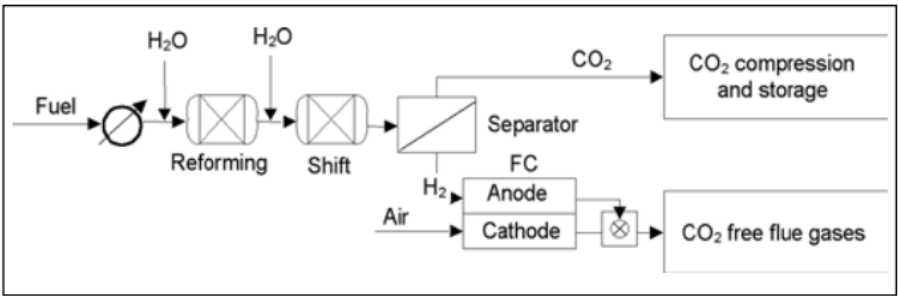 H₂O
H₂O
CO₂
CO₂ compression
and storage
Fuel
Separator
Reforming
Shift
FC
H₂
Anode
Air
Cathode
CO₂ free flue gases